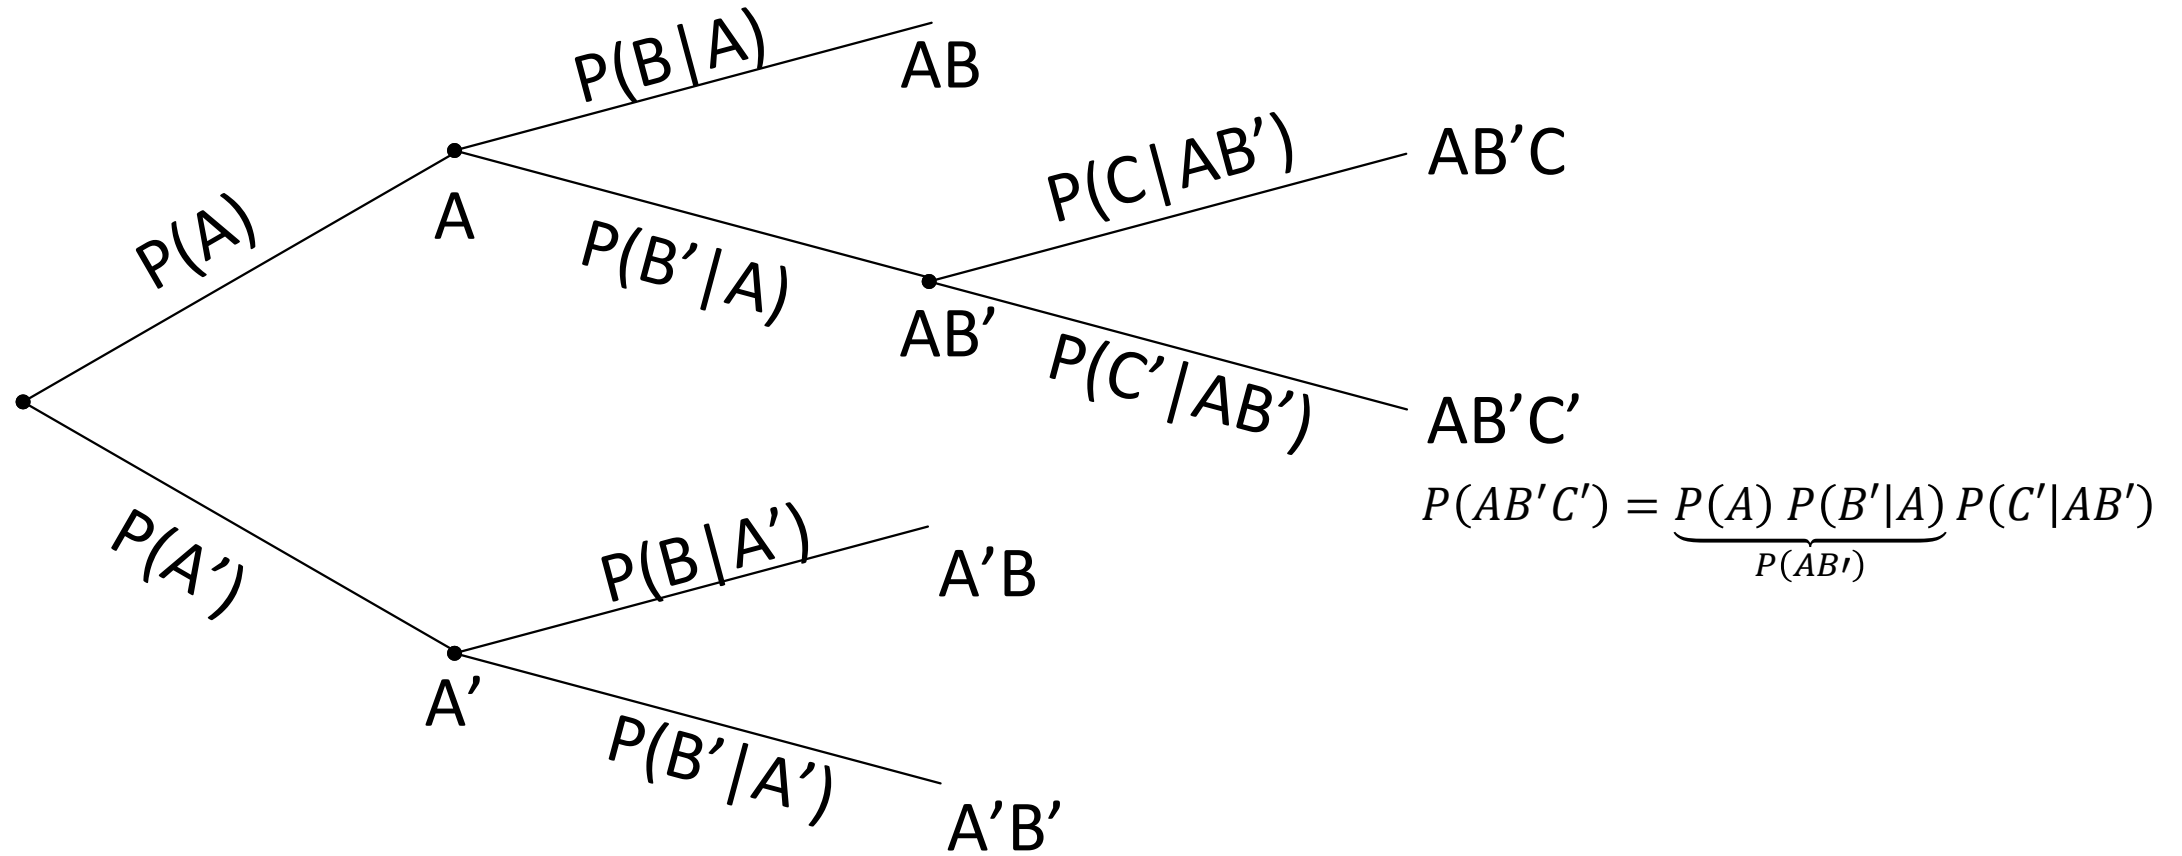 P(B|A)
AB
P(C|AB’)
AB’C
P(A)
A
P(B’|A)
AB’
P(C’|AB’)
AB’C’
P(AB′C′) = P(A) P(B′|A) P(C′|AB′)
P(AB′)
P(A’)
P(B|A’)
A’B
A’
P(B’|A’)
A’B’